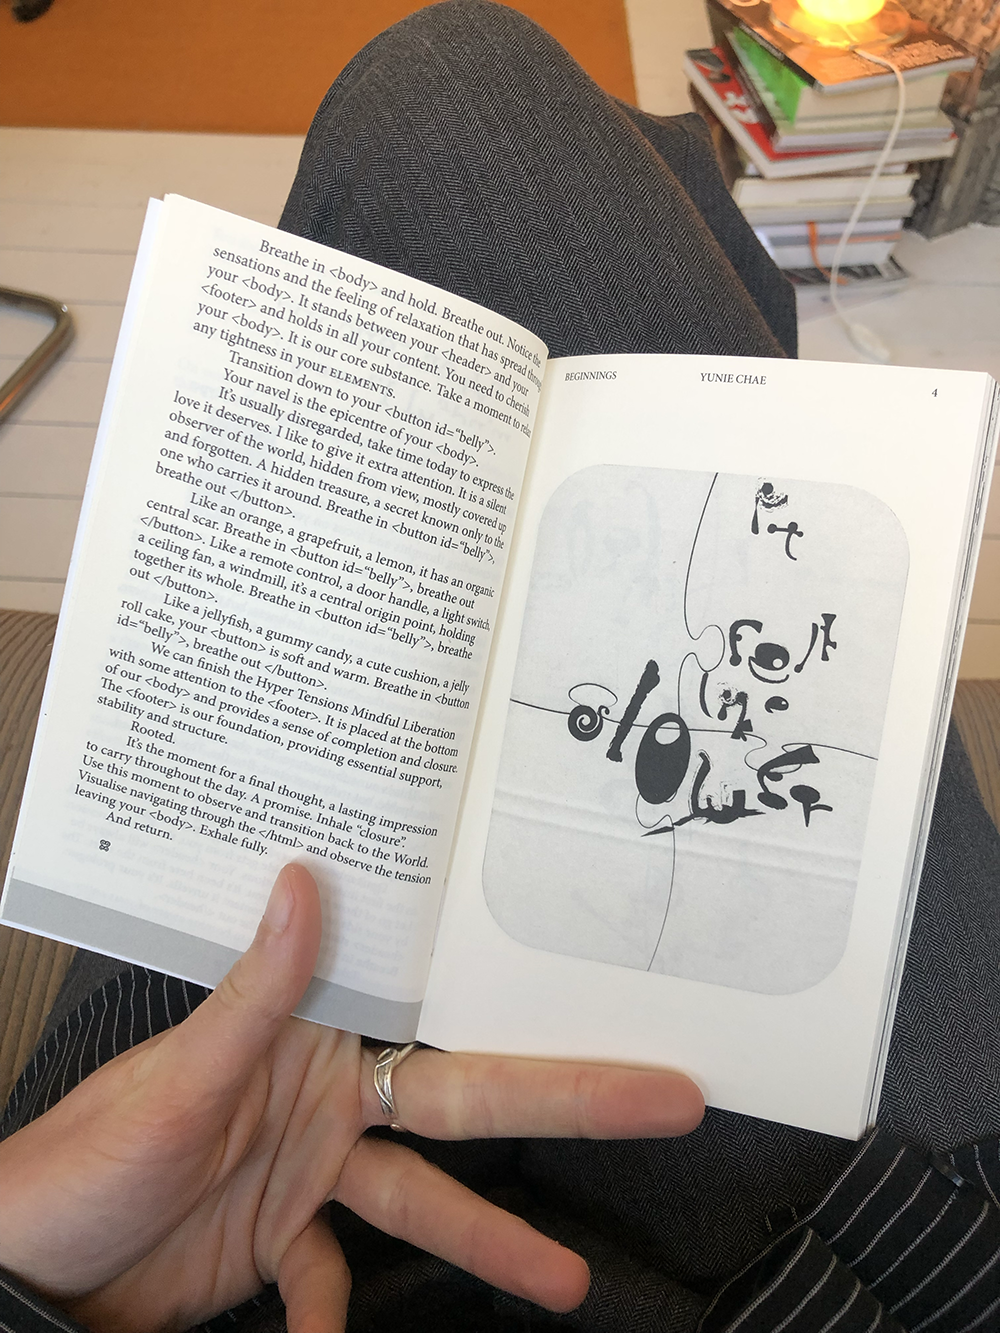 Breathe in <body> and hold. Breathe out. Notice the
sensations and the feeling of relaxation that has spread through
your <body>. It stands between your <header> and your
<footer> and holds in all your content. You need to cherish
your <body>. It is our core substance. Take a moment to relax
any tightness in your ELEMENTS.
Transition down to your <button id=“belly”>.
Your navel is the epicentre of your <body>.
It’s usually disregarded, take time today to express the
love it deserves. I like to give it extra attention. It is a silent
observer of the world, hidden from view, mostly covered up
and forgotten. A hidden treasure, a secret known only to the
one who carries it around. Breathe in <button id=“belly”>,
breathe out </button>.
Like an orange, a grapefruit, a lemon, it has an organic
central scar. Breathe in <button id=“belly”>, breathe out
</button>. Like a remote control, a door handle, a light switch,
a ceiling fan, a windmill, it’s a central origin point, holding
together its whole. Breathe in <button id=“belly”>, breathe
out </button>.
Like a jellyfish, a gummy candy, a cute cushion, a jelly
roll cake, your <button> is soft and warm. Breathe in <button
id=“belly”>, breathe out </button>.
We can finish the Hyper Tensions Mindful Liberation
with some attention to the <footer>. It is placed at the bottom
of our <body> and provides a sense of completion and closure.
The <footer> is our foundation, providing essential support,
stability and structure.
Rooted.
It’s the moment for a final thought, a lasting impression
to carry throughout the day. A promise. Inhale “closure”.
Use this moment to observe and transition back to the World.
Visualise navigating through the </html> and observe the tension
leaving your <body>. Exhale fully.
And return.
BEGINNINGS YUNIE CHAE 4